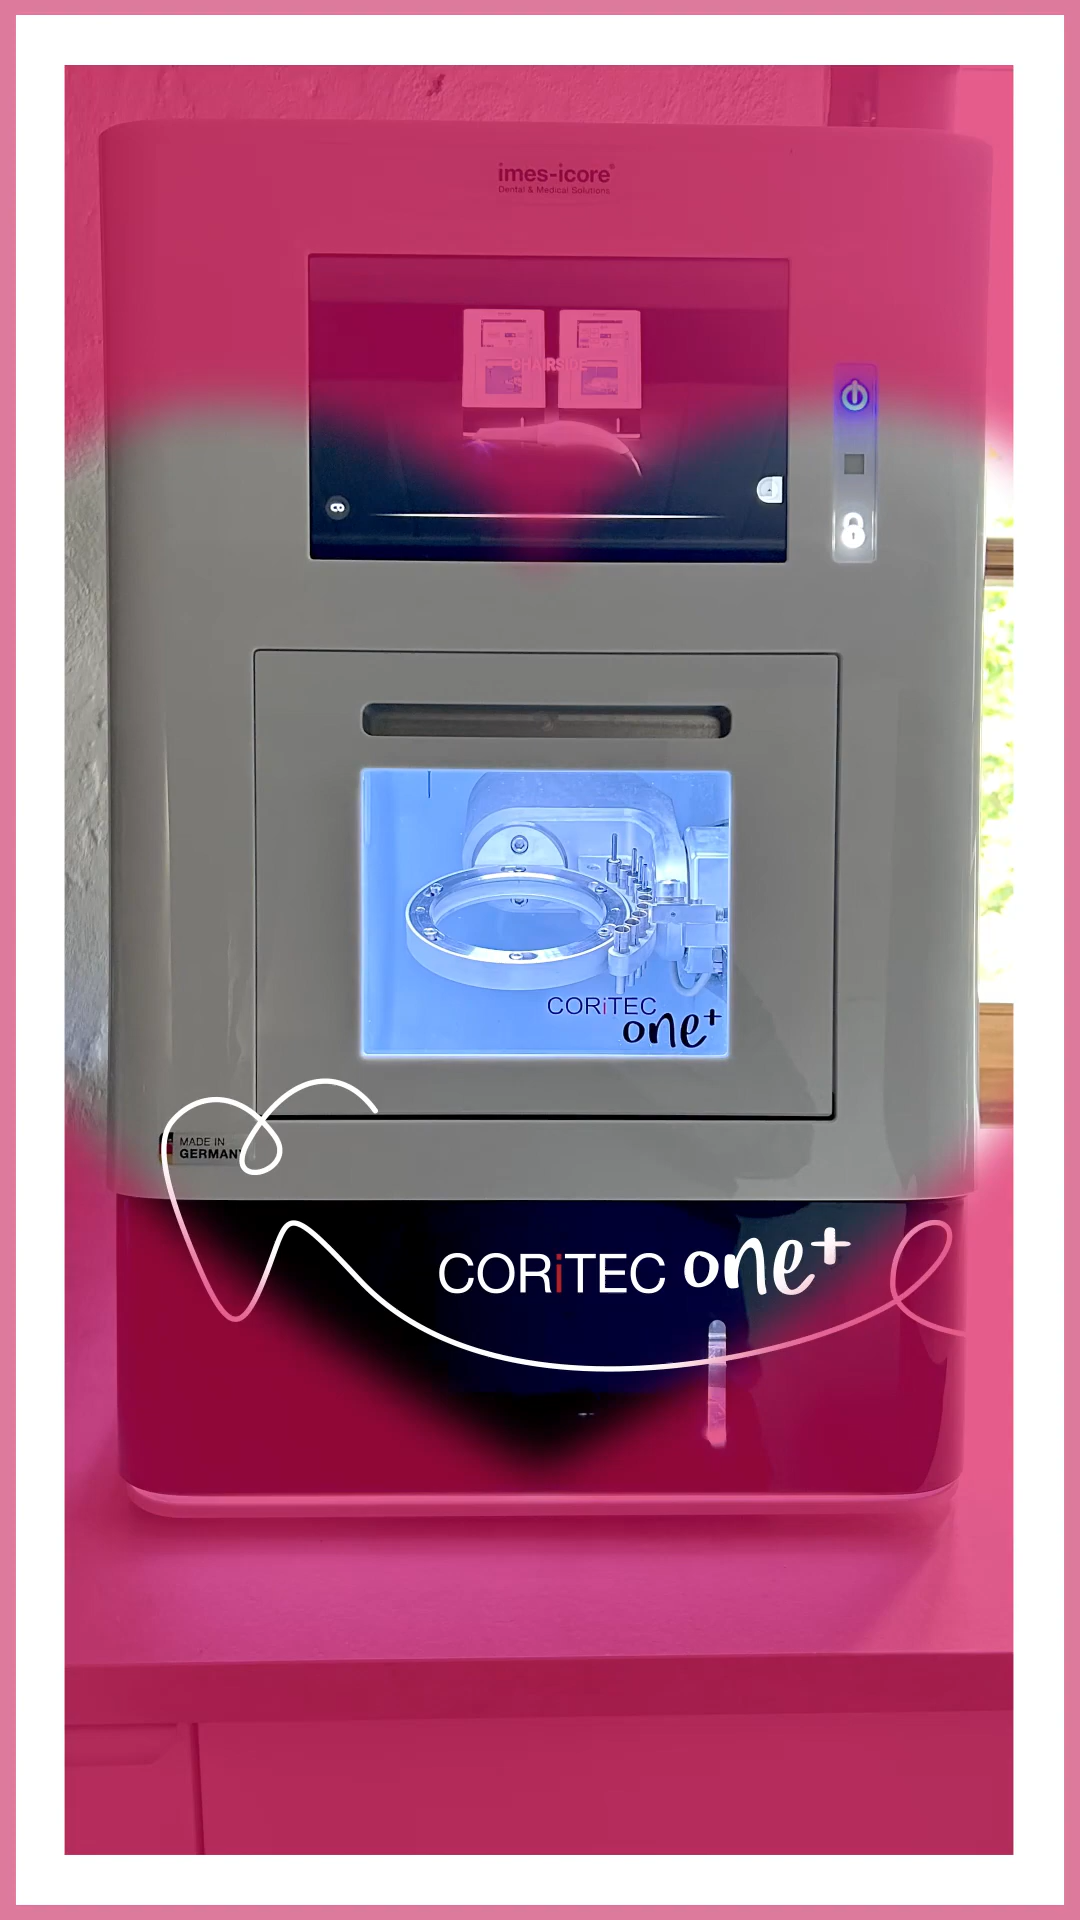 imes-icore®
Dental & Medical Solutions
CHAIRSIDE
CORiTEC
one+
MADE IN
GERMANY
CORiTEC one+